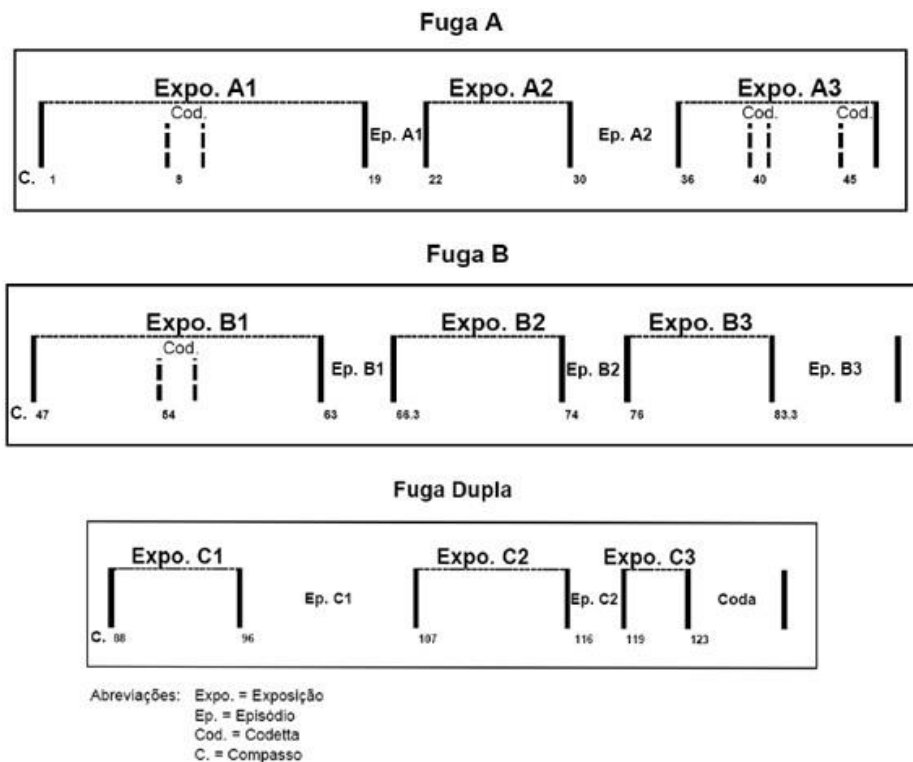 Fuga A
Expo. A1 Expo. A2 Expo. A3
Cod. Cod. Cod.
Ep. A1 Ep. A2
C. 1 8 19 22 30 36 40 45
Fuga B
Expo. B1 Expo. B2 Expo. B3
Cod.
Ep. B1 Ep. B2 Ep. B3
C. 47 63 66.3 74 76 83.3
Fuga Dupla
Expo. C1 Expo. C2 Expo. C3
Ep. C1 Ep. C2 Coda
C. 88 96 107 116 119 123
Abreviações: Expo. = Exposição
Ep. = Episódio
Cod. = Codetta
C. = Compasso